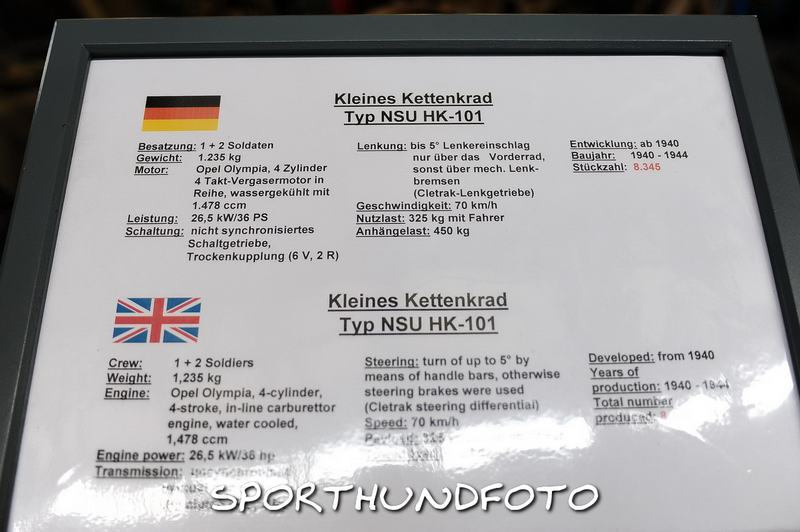 Kleines Kettenkrad
Typ NSU HK-101
Besatzung: 1 + 2 Soldaten
Gewicht: 1.235 kg
Motor: Opel Olympia, 4 Zylinder
4 Takt-Vergasermotor in
Reihe, wassergekühlt mit
1.478 ccm
Leistung: 26,5 kW/36 PS
Schaltung: nicht synchronisiertes
Schaltgetriebe,
Trockenkupplung (6 V, 2 R)
Lenkung: bis 5° Lenkereinschlag
nur über das Vorderrad,
sonst über mech. Lenk-
bremsen
(Cletrak-Lenkgetriebe)
Geschwindigkeit: 70 km/h
Nutzlast: 325 kg mit Fahrer
Anhängelast: 450 kg
Entwicklung: ab 1940
Baujahr: 1940 - 1944
Stückzahl: 8.345
Kleines Kettenkrad
Typ NSU HK-101
Crew: 1 + 2 Soldiers
Weight: 1,235 kg
Engine: Opel Olympia, 4-cylinder,
4-stroke, in-line carburettor
engine, water cooled,
1,478 ccm
Engine power: 26,5 kW/36 hp
Transmission:
Steering: turn of up to 5° by
means of handle bars, otherwise
steering brakes were used
(Cletrak steering differential)
Speed: 70 km/h
Developed: from 1940
Years of
production: 1940 - 1944
Total number
produced:
SPORTHUNDFOTO